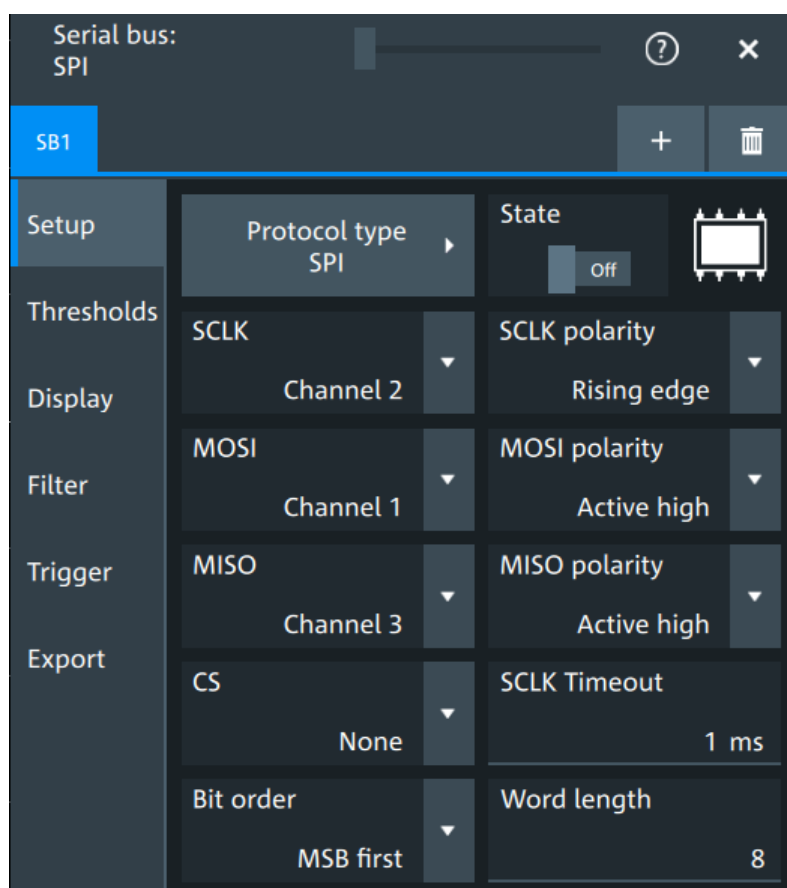 Serial bus:
SPI
?
SB1
+
Setup
Thresholds
Display
Filter
Trigger
Export
Protocol type
SPI
State
Off
SCLK
Channel 2
SCLK polarity
Rising edge
MOSI
Channel 1
MOSI polarity
Active high
MISO
Channel 3
MISO polarity
Active high
CS
None
SCLK Timeout
1 ms
Bit order
MSB first
Word length
8